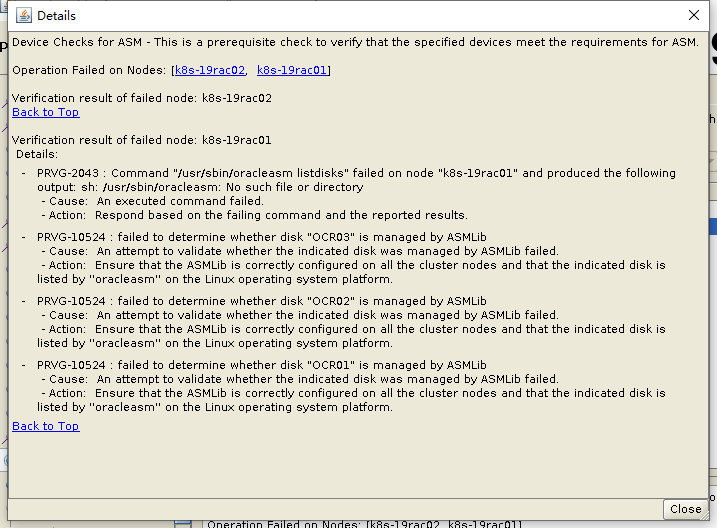 Details
Device Checks for ASM - This is a prerequisite check to verify that the specified devices meet the requirements for ASM.
Operation Failed on Nodes: [k8s-19rac02, k8s-19rac01]
Verification result of failed node: k8s-19rac02
Back to Top
Verification result of failed node: k8s-19rac01
Details:
- PRVG-2043 : Command "/usr/sbin/oracleasm listdisks" failed on node "k8s-19rac01" and produced the following
output: sh: /usr/sbin/oracleasm: No such file or directory
- Cause: An executed command failed.
- Action: Respond based on the failing command and the reported results.
- PRVG-10524 : failed to determine whether disk "OCR03" is managed by ASMLib
- Cause: An attempt to validate whether the indicated disk was managed by ASMLib failed.
- Action: Ensure that the ASMLib is correctly configured on all the cluster nodes and that the indicated disk is
listed by "oracleasm" on the Linux operating system platform.
- PRVG-10524 : failed to determine whether disk "OCR02" is managed by ASMLib
- Cause: An attempt to validate whether the indicated disk was managed by ASMLib failed.
- Action: Ensure that the ASMLib is correctly configured on all the cluster nodes and that the indicated disk is
listed by "oracleasm" on the Linux operating system platform.
- PRVG-10524 : failed to determine whether disk "OCR01" is managed by ASMLib
- Cause: An attempt to validate whether the indicated disk was managed by ASMLib failed.
- Action: Ensure that the ASMLib is correctly configured on all the cluster nodes and that the indicated disk is
listed by "oracleasm" on the Linux operating system platform.
Back to Top
Close
Operation Failed on Nodes: [k8s-19rac02, k8s-19rac01]